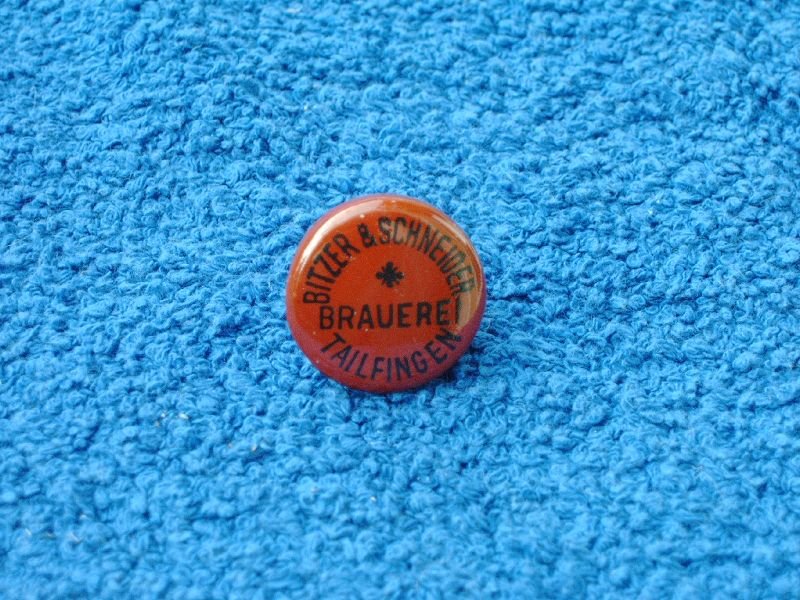 BITZER & SCHNEIDER
BRAUEREI
TAILFINGEN